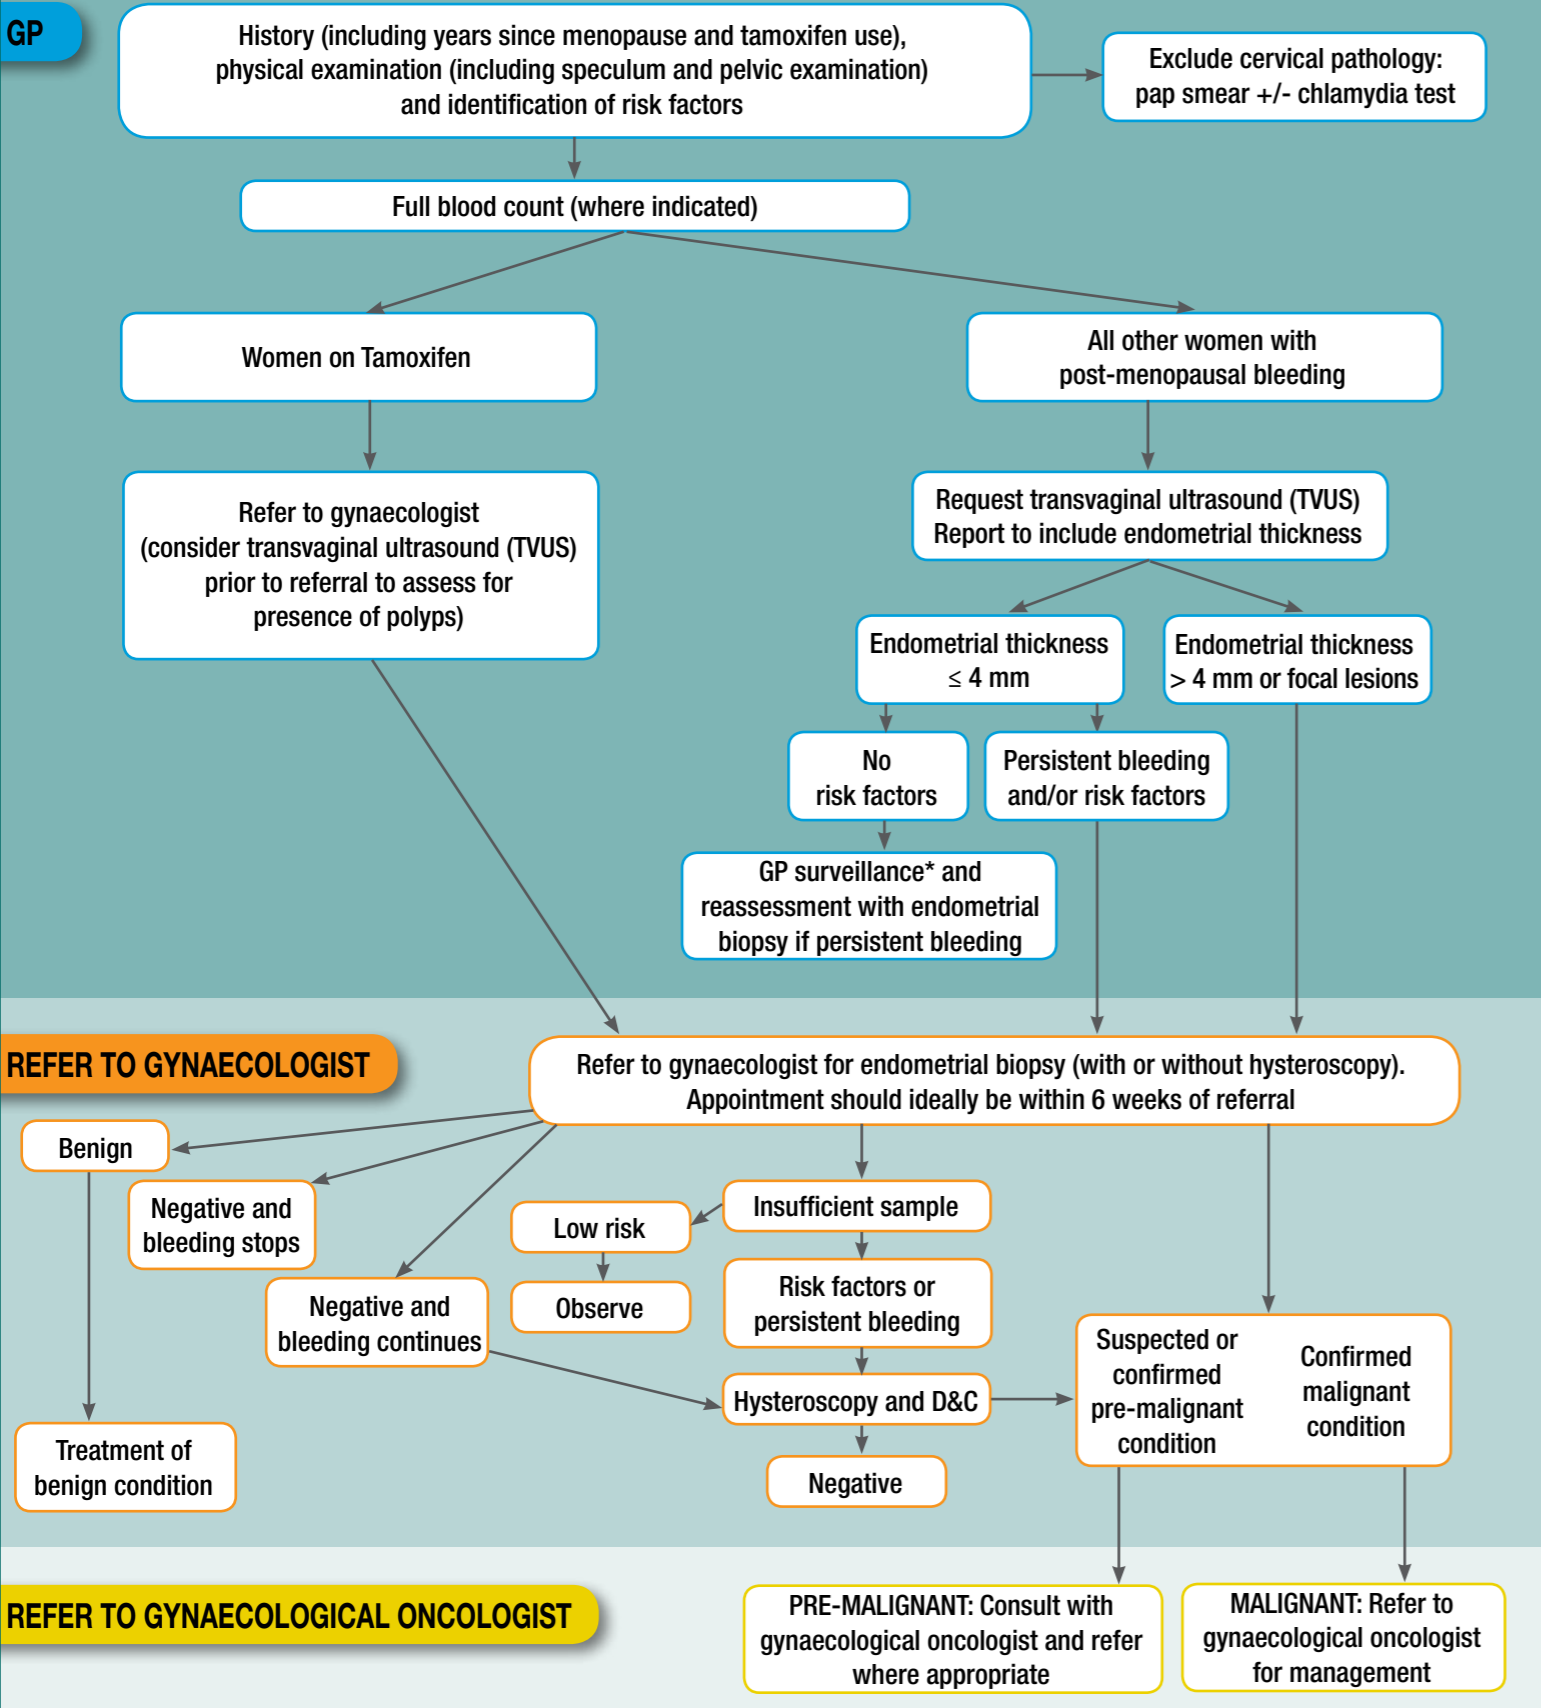 GP
History (including years since menopause and tamoxifen use),
physical examination (including speculum and pelvic examination)
and identification of risk factors
Exclude cervical pathology:
pap smear +/- chlamydia test
Full blood count (where indicated)
Women on Tamoxifen
All other women with
post-menopausal bleeding
Refer to gynaecologist
(consider transvaginal ultrasound (TVUS)
prior to referral to assess for
presence of polyps)
Request transvaginal ultrasound (TVUS)
Report to include endometrial thickness
Endometrial thickness
≤ 4 mm
Endometrial thickness
> 4 mm or focal lesions
No
risk factors
Persistent bleeding
and/or risk factors
GP surveillance* and
reassessment with endometrial
biopsy if persistent bleeding
REFER TO GYNAECOLOGIST
Refer to gynaecologist for endometrial biopsy (with or without hysteroscopy).
Appointment should ideally be within 6 weeks of referral
Benign
Negative and
bleeding stops
Negative and
bleeding continues
Low risk
Observe
Insufficient sample
Risk factors or
persistent bleeding
Hysteroscopy and D&C
Negative
Suspected or
confirmed
pre-malignant
condition
Confirmed
malignant
condition
Treatment of
benign condition
REFER TO GYNAECOLOGICAL ONCOLOGIST
PRE-MALIGNANT: Consult with
gynaecological oncologist and refer
where appropriate
MALIGNANT: Refer to
gynaecological oncologist
for management